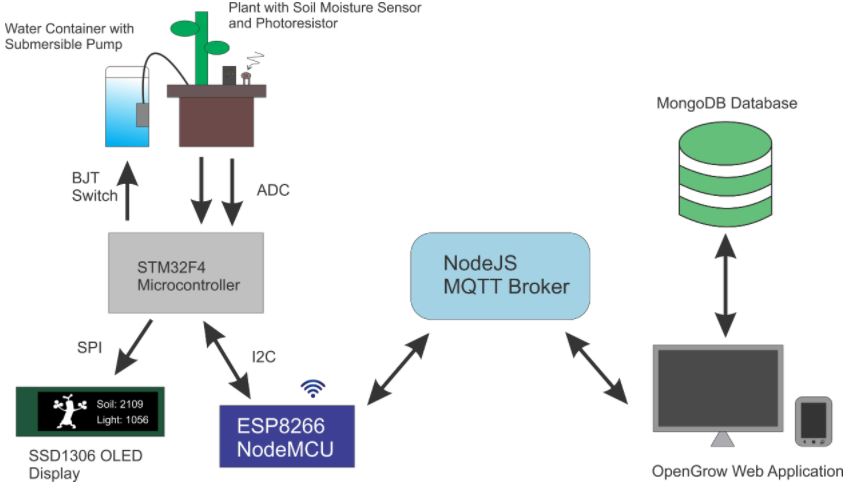 Plant with Soil Moisture Sensor
and Photoresistor
Water Container with
Submersible Pump
MongoDB Database
BJT
Switch
ADC
STM32F4
Microcontroller
NodeJS
MQTT Broker
SPI
I2C
Soil: 2109
Light: 1056
ESP8266
NodeMCU
SSD1306 OLED
Display
OpenGrow Web Application